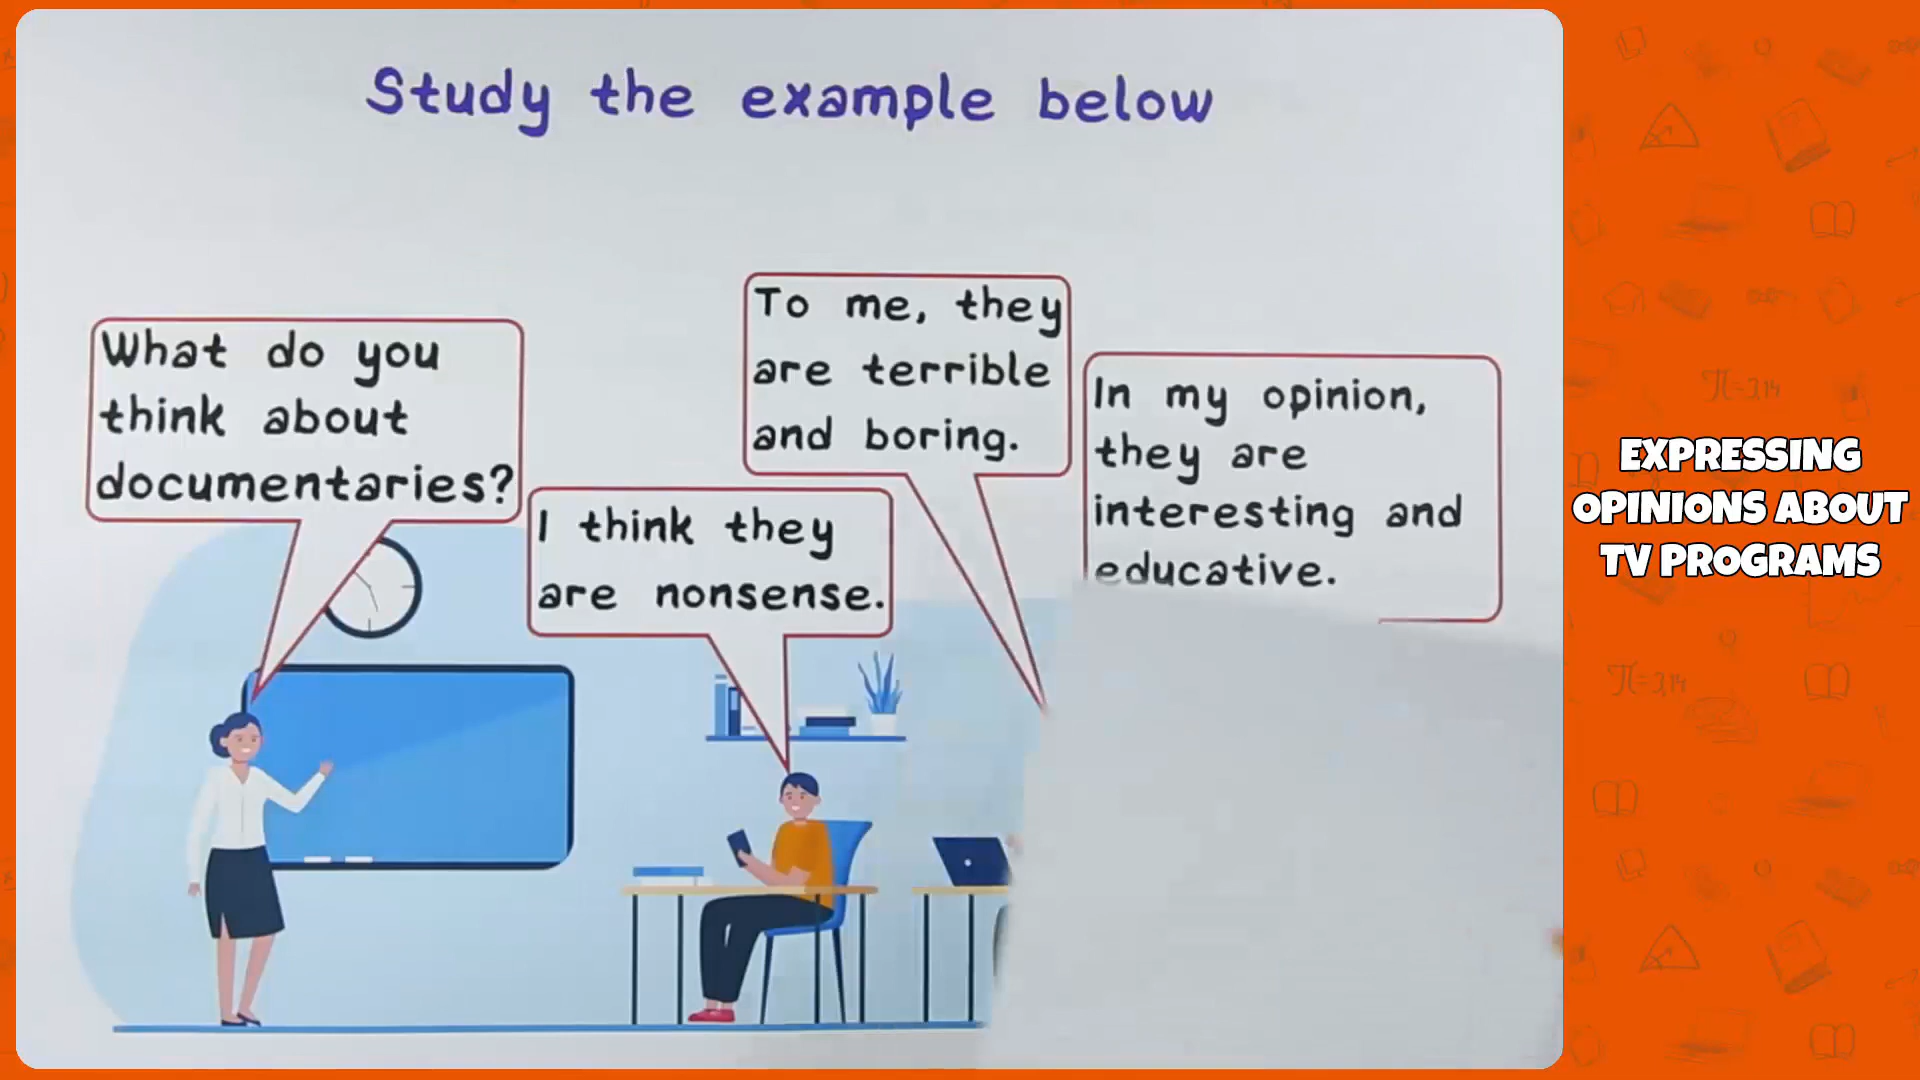 Study the example below
What do you
think about
documentaries?
I think they
are nonsense.
To me, they
are terrible
and boring.
In my opinion,
they are
interesting and
educative.
EXPRESSING
OPINIONS ABOUT
TV PROGRAMS